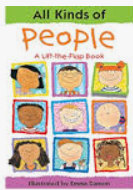 All Kinds of
PeOPLe
A Lift-the-Flap Book
Illustrated by Emma Damon